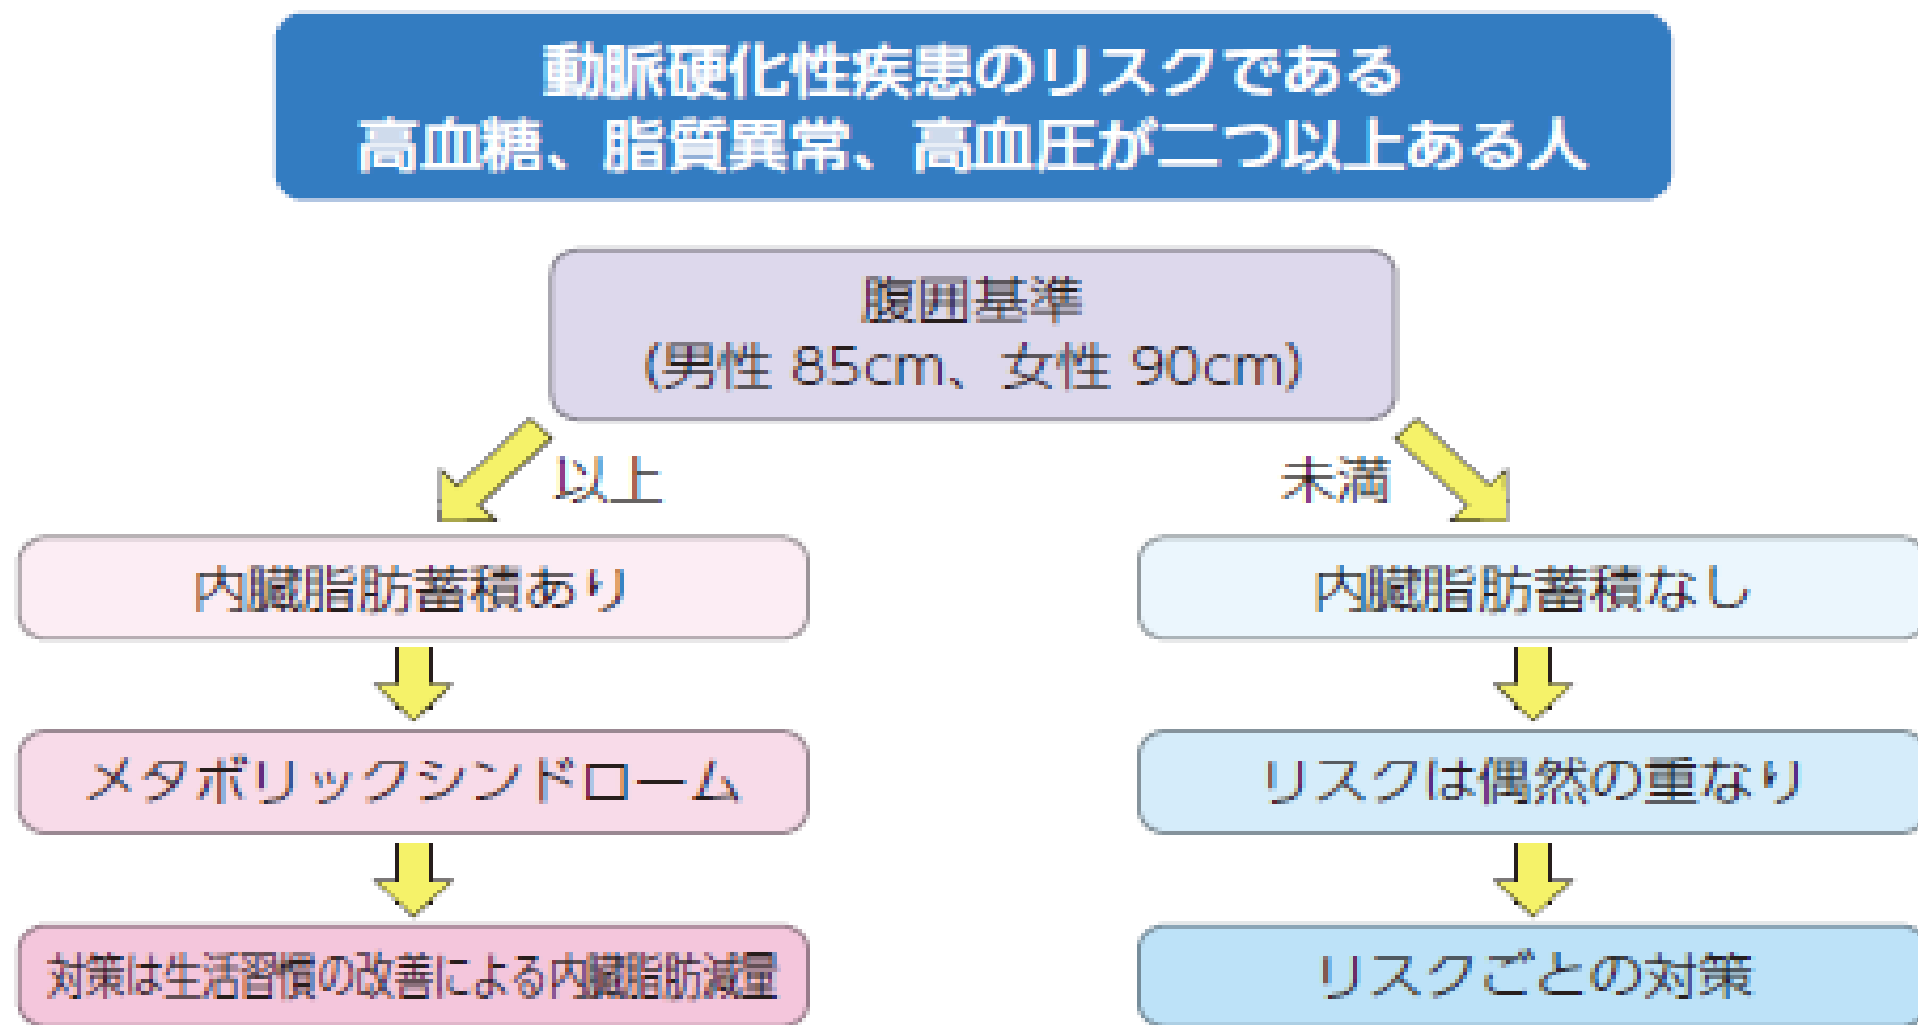 動脈硬化性疾患のリスクである
高血糖、脂質異常、高血圧が二つ以上ある人
腹囲基準
(男性 85cm、女性 90cm)
以上
未満
内臓脂肪蓄積あり
内臓脂肪蓄積なし
メタボリックシンドローム
リスクは偶然の重なり
対策は生活習慣の改善による内臓脂肪減量
リスクごとの対策